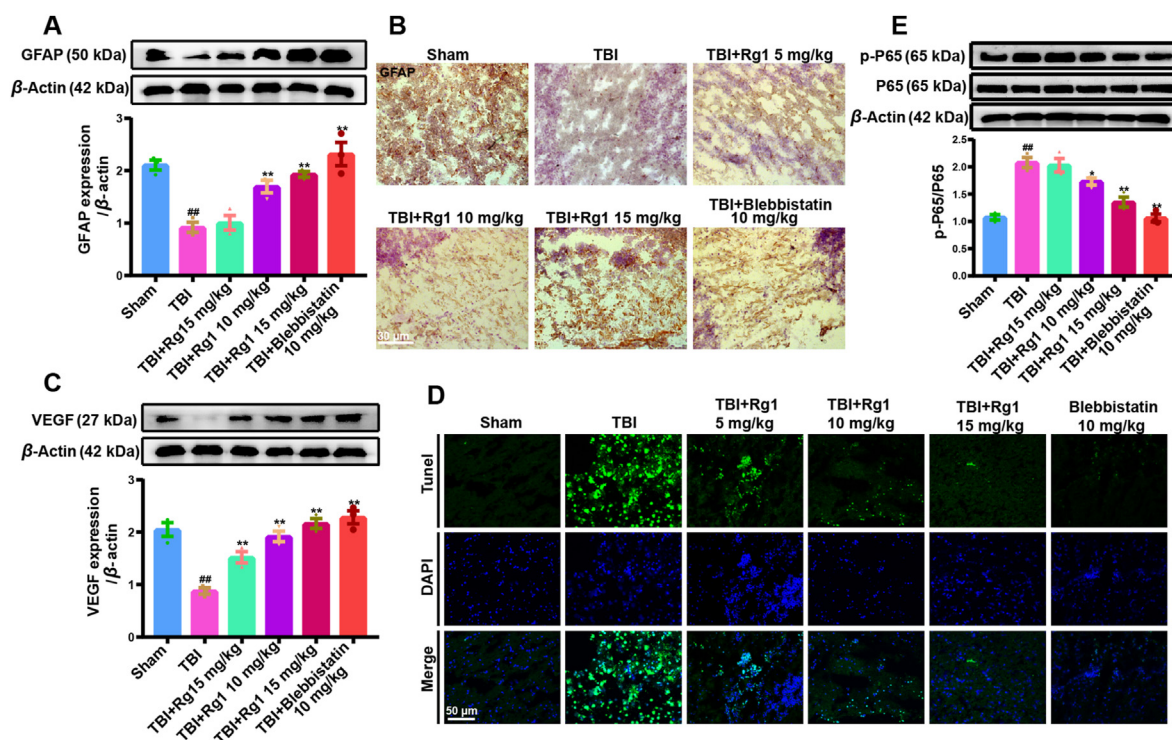 A
GFAP (50 kDa)
β-Actin (42 kDa)
GFAP expression
/β- actin
3
2
1
0
##
**
**
**
Sham
TBI
TBI+Rg15 mg/kg
TBI+Rg1 10 mg/kg
TBI+Rg1 15 mg/kg
TBI+Blebbistatin
10 mg/kg
B
Sham
TBI
TBI+Rg1 5 mg/kg
GFAP
TBI+Rg1 10 mg/kg
TBI+Rg1 15 mg/kg
TBI+Blebbistatin
10 mg/kg
30 μm
E
p-P65 (65 kDa)
P65 (65 kDa)
β-Actin (42 kDa)
p-P65/P65
2.5
2.0
1.5
1.0
0.5
0.0
##
*
**
**
Sham
TBI
TBI+Rg15 mg/kg
TBI+Rg1 10 mg/kg
TBI+Rg1 15 mg/kg
TBI+Blebbistatin
10 mg/kg
C
VEGF (27 kDa)
β-Actin (42 kDa)
VEGF expression
/β- actin
3
2
1
0
##
**
**
**
**
Sham
TBI
TBI+Rg15 mg/kg
TBI+Rg1 10 mg/kg
TBI+Rg1 15 mg/kg
TBI+Blebbistatin
10 mg/kg
D
Sham
TBI
TBI+Rg1
5 mg/kg
TBI+Rg1
10 mg/kg
TBI+Rg1
15 mg/kg
Blebbistatin
10 mg/kg
Tunel
DAPI
Merge
50 μm